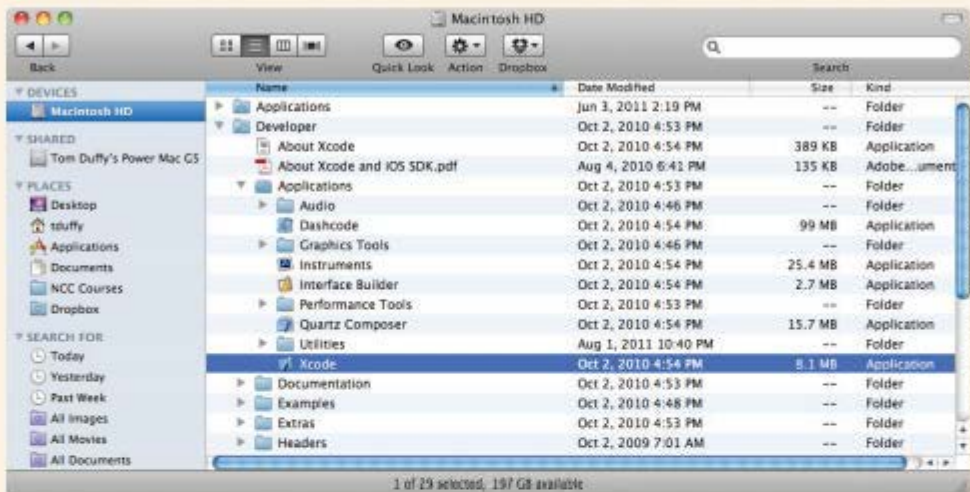 Macintosh HD
Back View Quick Look Action Dropbox Search
DEVICES
Macintosh HD
SHARED
Tom Duffy's Power Mac G5
PLACES
Desktop
tduffy
Applications
Documents
NCC Courses
Dropbox
SEARCH FOR
Today
Yesterday
Past Week
All Images
All Movies
All Documents
Name Date Modified Size Kind
Applications Jun 3, 2011 2:19 PM -- Folder
Developer Oct 2, 2010 4:53 PM -- Folder
About Xcode Oct 2, 2010 4:54 PM 389 KB Application
About Xcode and iOS SDK.pdf Aug 4, 2010 6:41 PM 135 KB Adobe...ument
Applications Oct 2, 2010 4:53 PM -- Folder
Audio Oct 2, 2010 4:46 PM -- Folder
Dashcode Oct 2, 2010 4:54 PM 99 MB Application
Graphics Tools Oct 2, 2010 4:46 PM -- Folder
Instruments Oct 2, 2010 4:54 PM 25.4 MB Application
Interface Builder Oct 2, 2010 4:54 PM 2.7 MB Application
Performance Tools Oct 2, 2010 4:53 PM -- Folder
Quartz Composer Oct 2, 2010 4:54 PM 15.7 MB Application
Utilities Aug 1, 2011 10:40 PM -- Folder
Xcode Oct 2, 2010 4:54 PM 8.1 MB Application
Documentation Oct 2, 2010 4:53 PM -- Folder
Examples Oct 2, 2010 4:48 PM -- Folder
Extras Oct 2, 2010 4:53 PM -- Folder
Headers Oct 2, 2009 7:01 AM -- Folder
1 of 29 selected, 197 GB available